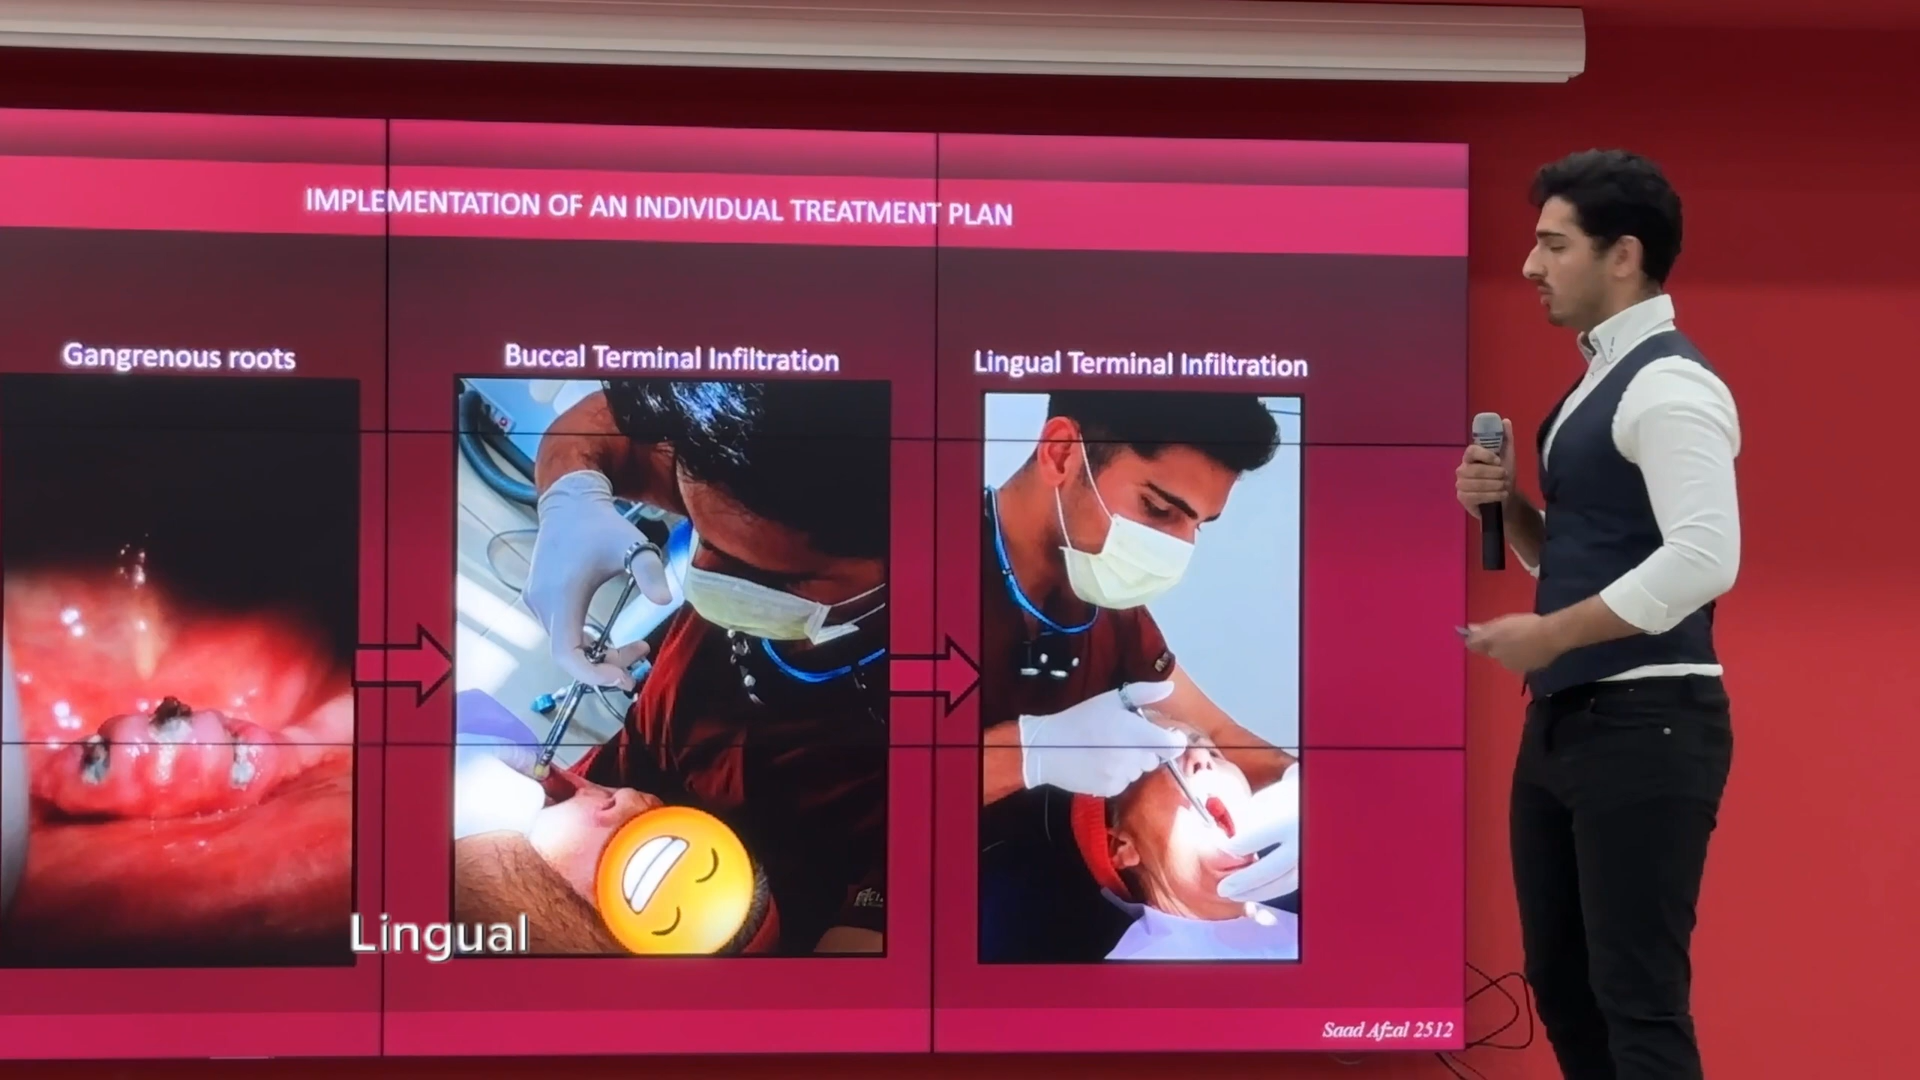 IMPLEMENTATION OF AN INDIVIDUAL TREATMENT PLAN
Gangrenous roots
Buccal Terminal Infiltration
Lingual Terminal Infiltration
Lingual
Saad Afzal 2512